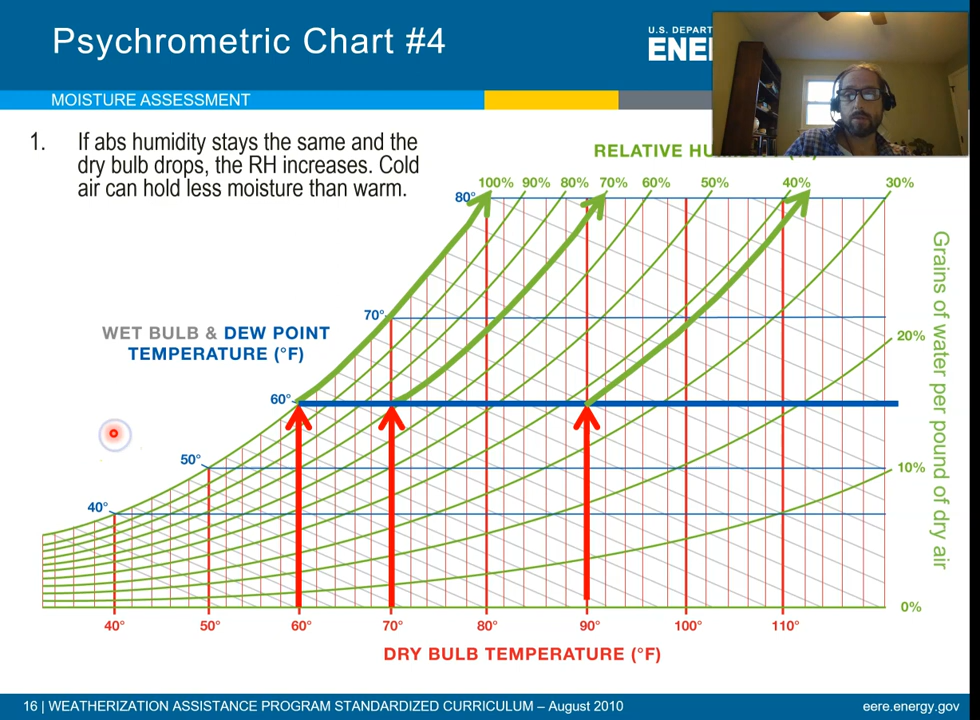 Psychrometric Chart #4
U.S. DEPART
ENE
MOISTURE ASSESSMENT
1. If abs humidity stays the same and the
dry bulb drops, the RH increases. Cold
air can hold less moisture than warm.
RELATIVE
100% 90% 80% 70% 60% 50% 40% 30%
80°
70°
20%
WET BULB & DEW POINT
TEMPERATURE (°F)
60°
50°
10%
40°
0%
Grains of water per pound of dry air
40° 50° 60° 70° 80° 90° 100° 110°
DRY BULB TEMPERATURE (°F)
16 | WEATHERIZATION ASSISTANCE PROGRAM STANDARDIZED CURRICULUM – August 2010
eere.energy.gov